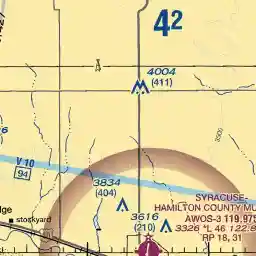 4²
4004
(411)
V 10
94
3834
(404)
SYRACUSE-
HAMILTON COUNTY MU
AWOS-3 119.975
3326 *L 46 122.8
RP 18, 31
3616
(210)
stockyard